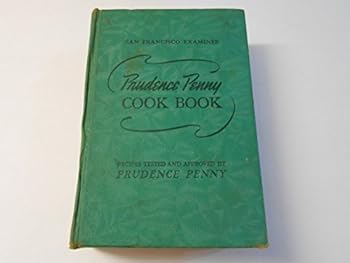 SAN FRANCISCO EXAMINER
Prudence Penny
COOK BOOK
RECIPES TESTED AND APPROVED BY
PRUDENCE PENNY